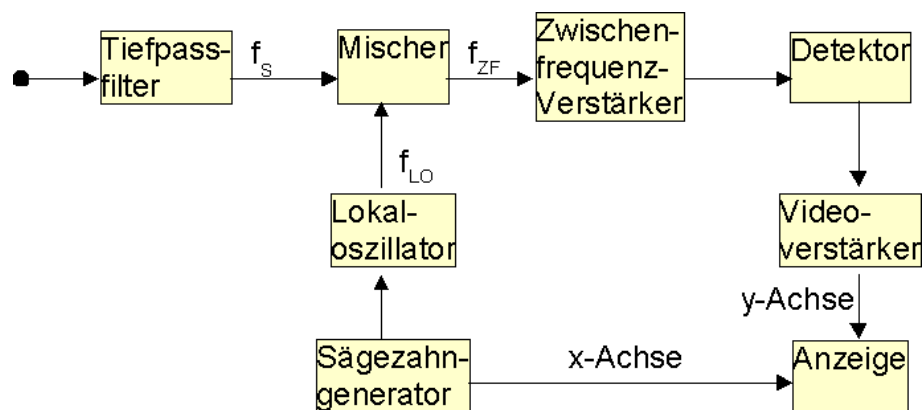 Tiefpass-
filter
f_S
Mischer
f_ZF
Zwischen-
frequenz-
Verstärker
Detektor
f_LO
Lokal-
oszillator
Video-
verstärker
y-Achse
Sägezahn-
generator
x-Achse
Anzeige